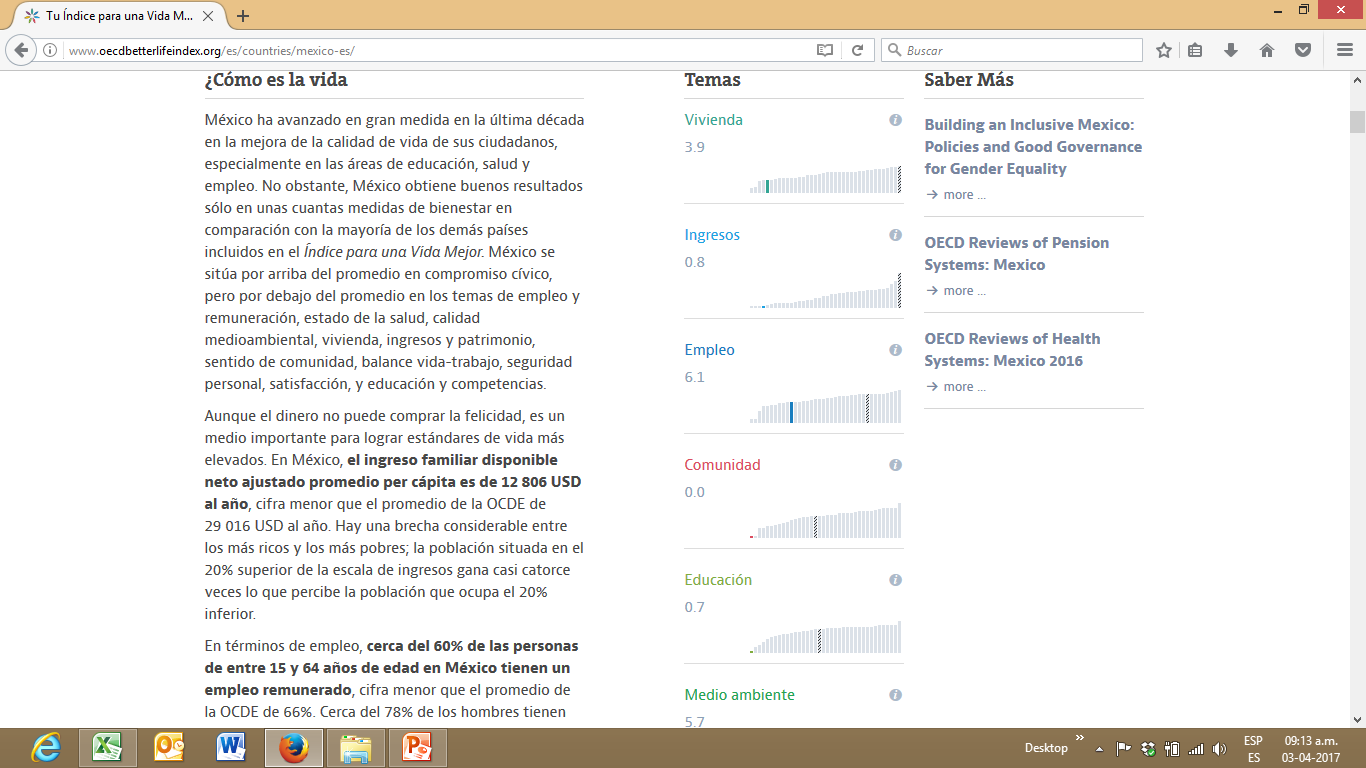 Tu Índice para una Vida M...
www.oecdbetterlifeindex.org/es/countries/mexico-es/
Buscar
¿Cómo es la vida
México ha avanzado en gran medida en la última década
en la mejora de la calidad de vida de sus ciudadanos,
especialmente en las áreas de educación, salud y
empleo. No obstante, México obtiene buenos resultados
sólo en unas cuantas medidas de bienestar en
comparación con la mayoría de los demás países
incluidos en el Índice para una Vida Mejor. México se
sitúa por arriba del promedio en compromiso cívico,
pero por debajo del promedio en los temas de empleo y
remuneración, estado de la salud, calidad
medioambiental, vivienda, ingresos y patrimonio,
sentido de comunidad, balance vida-trabajo, seguridad
personal, satisfacción, y educación y competencias.
Aunque el dinero no puede comprar la felicidad, es un
medio importante para lograr estándares de vida más
elevados. En México, el ingreso familiar disponible
neto ajustado promedio per cápita es de 12 806 USD
al año, cifra menor que el promedio de la OCDE de
29 016 USD al año. Hay una brecha considerable entre
los más ricos y los más pobres; la población situada en el
20% superior de la escala de ingresos gana casi catorce
veces lo que percibe la población que ocupa el 20%
inferior.
En términos de empleo, cerca del 60% de las personas
de entre 15 y 64 años de edad en México tienen un
empleo remunerado, cifra menor que el promedio de
la OCDE de 66%. Cerca del 78% de los hombres tienen
Temas
Vivienda
3.9
Ingresos
0.8
Empleo
6.1
Comunidad
0.0
Educación
0.7
Medio ambiente
5.7
Saber Más
Building an Inclusive Mexico:
Policies and Good Governance
for Gender Equality
→ more ...
OECD Reviews of Pension
Systems: Mexico
→ more ...
OECD Reviews of Health
Systems: Mexico 2016
→ more ...
Desktop
ESP
ES
09:13 a.m.
03-04-2017